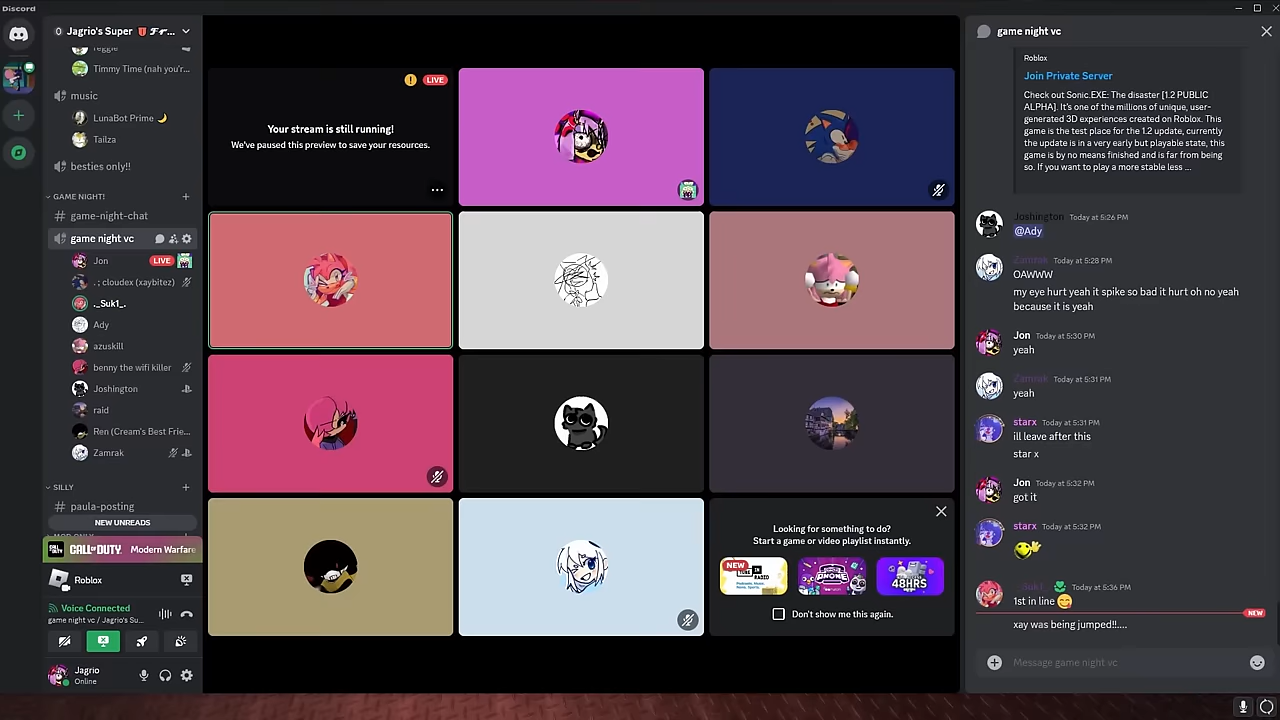 Discord
Jagrio's Super
reggie
Timmy Time (nah you'r...
music
LunaBot Prime 🌙
Tailza
besties only!!
GAME NIGHT!
game-night-chat
game night vc
Jon LIVE
. ; cloudx (xaybitez)
._Suk1_.
Ady
azuskill
benny the wifi killer
Joshington
raid
Ren (Cream's Best Frie...
Zamrak
SILLY
paula-posting
NEW UNREADS
CALL OF DUTY. Modern Warfare
Roblox
Voice Connected
game night vc / Jagrio's Su...
Jagrio
Online
LIVE
Your stream is still running!
We've paused this preview to save your resources.
Looking for something to do?
Start a game or video playlist instantly.
NEW
48HRS
Don't show me this again.
game night vc
Roblox
Join Private Server
Check out Sonic.EXE: The disaster [1.2 PUBLIC
ALPHA]. It's one of the millions of unique, user-
generated 3D experiences created on Roblox. This
game is the test place for the 1.2 update, currently
the update is in a very early but playable state, this
game is by no means finished and is far from being
so. If you want to play a more stable less ...
Joshington Today at 5:26 PM
@Ady
Zamrak Today at 5:28 PM
OAWWW
my eye hurt yeah it spike so bad it hurt oh no yeah
because it is yeah
Jon Today at 5:30 PM
yeah
Zamrak Today at 5:31 PM
yeah
starx Today at 5:31 PM
ill leave after this
star x
Jon Today at 5:32 PM
got it
starx Today at 5:32 PM
._Suk1_. Today at 5:36 PM
1st in line 😋
NEW
xay was being jumped!!....
Message game night vc